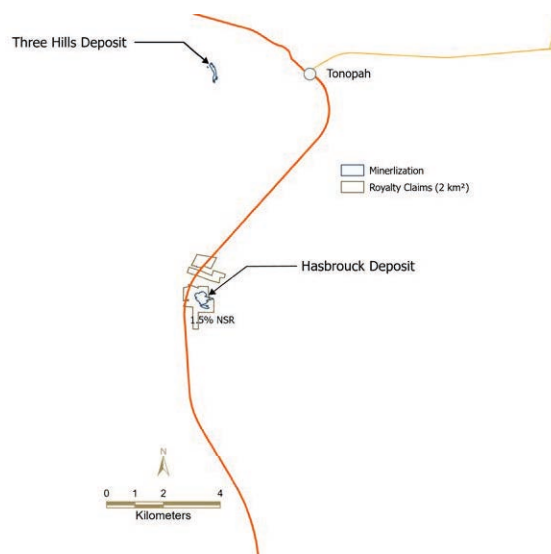 Three Hills Deposit
Tonopah
Minerlization
Royalty Claims (2 km²)
Hasbrouck Deposit
1.5% NSR
N
0 1 2 4
Kilometers